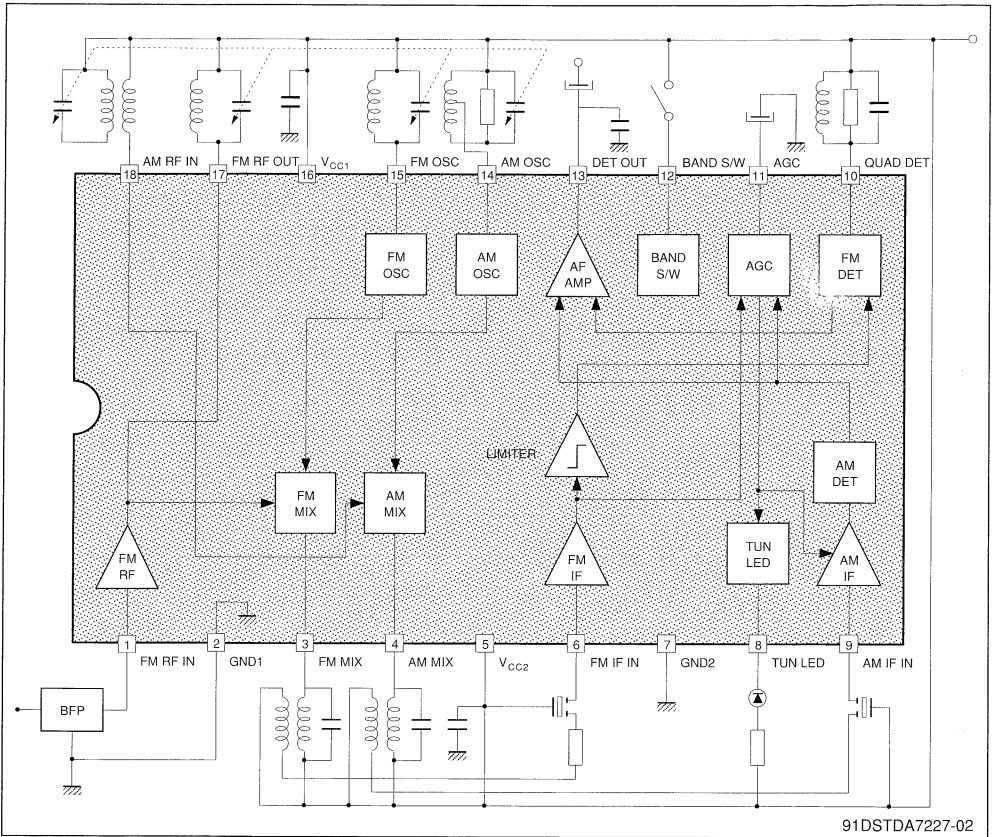 AM RF IN
FM RF OUT
VCC1
FM OSC
AM OSC
DET OUT
BAND S/W
AGC
QUAD DET
18
17
16
15
14
13
12
11
10
FM
OSC
AM
OSC
AF
AMP
BAND
S/W
AGC
FM
DET
LIMITER
AM
DET
FM
MIX
AM
MIX
FM
RF
FM
IF
TUN
LED
AM
IF
1
2
3
4
5
6
7
8
9
FM RF IN
GND1
FM MIX
AM MIX
VCC2
FM IF IN
GND2
TUN LED
AM IF IN
BFP
91DSTDA7227-02